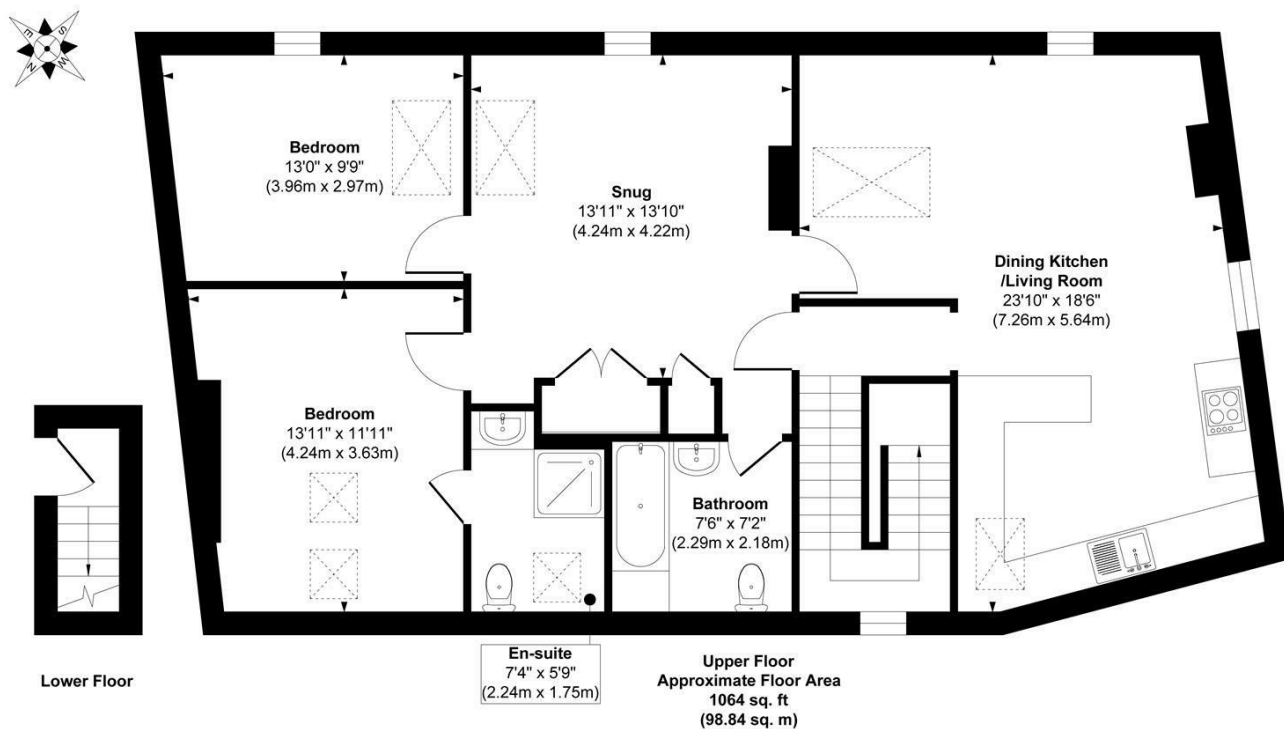 S
E
W
N
Bedroom
13'0" x 9'9"
(3.96m x 2.97m)
Snug
13'11" x 13'10"
(4.24m x 4.22m)
Dining Kitchen
/Living Room
23'10" x 18'6"
(7.26m x 5.64m)
Bedroom
13'11" x 11'11"
(4.24m x 3.63m)
Bathroom
7'6" x 7'2"
(2.29m x 2.18m)
En-suite
7'4" x 5'9"
(2.24m x 1.75m)
Lower Floor
Upper Floor
Approximate Floor Area
1064 sq. ft
(98.84 sq. m)